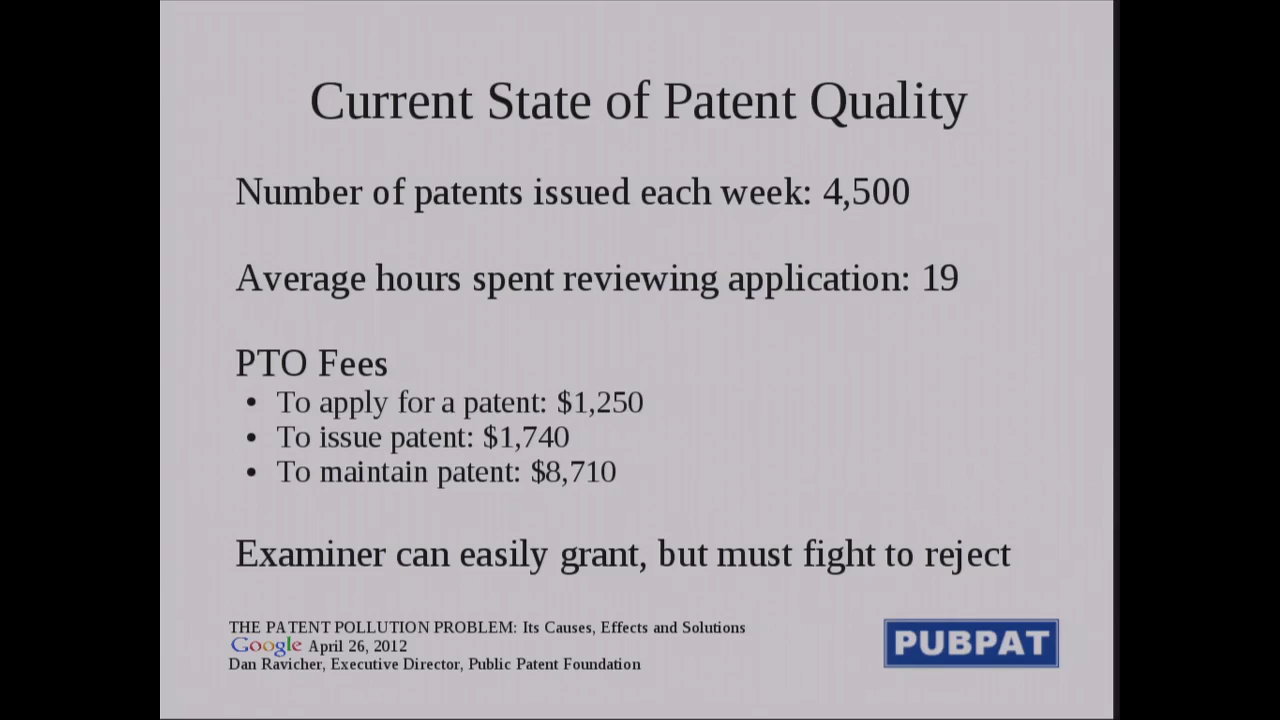 Current State of Patent Quality
Number of patents issued each week: 4,500
Average hours spent reviewing application: 19
PTO Fees
• To apply for a patent: $1,250
• To issue patent: $1,740
• To maintain patent: $8,710
Examiner can easily grant, but must fight to reject
THE PATENT POLLUTION PROBLEM: Its Causes, Effects and Solutions
Google April 26, 2012
Dan Ravicher, Executive Director, Public Patent Foundation
PUBPAT